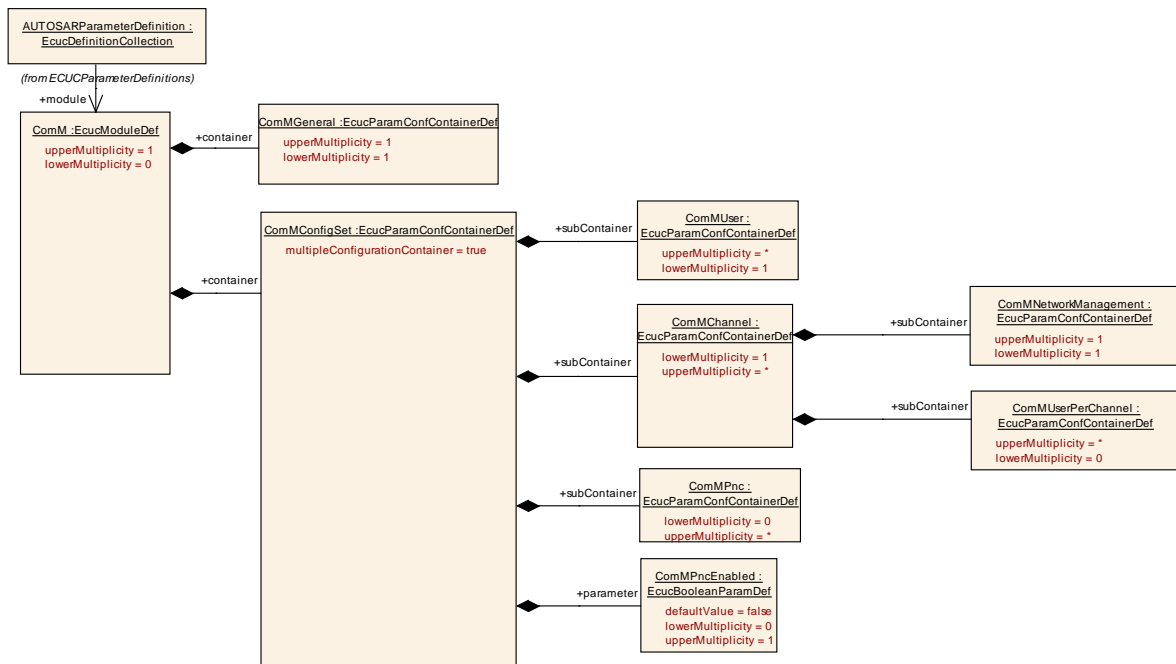 AUTOSARParameterDefinition :
EcucDefinitionCollection
(from ECUCParameterDefinitions)
+module
ComM :EcucModuleDef
upperMultiplicity = 1
lowerMultiplicity = 0
+container
ComMGeneral :EcucParamConfContainerDef
upperMultiplicity = 1
lowerMultiplicity = 1
+container
ComMConfigSet :EcucParamConfContainerDef
multipleConfigurationContainer = true
+subContainer
ComMUser :
EcucParamConfContainerDef
upperMultiplicity = *
lowerMultiplicity = 1
+subContainer
ComMChannel :
EcucParamConfContainerDef
lowerMultiplicity = 1
upperMultiplicity = *
+subContainer
ComMNetworkManagement :
EcucParamConfContainerDef
upperMultiplicity = 1
lowerMultiplicity = 1
+subContainer
ComMUserPerChannel :
EcucParamConfContainerDef
upperMultiplicity = *
lowerMultiplicity = 0
+subContainer
ComMPnc :
EcucParamConfContainerDef
lowerMultiplicity = 0
upperMultiplicity = *
+parameter
ComMPncEnabled :
EcucBooleanParamDef
defaultValue = false
lowerMultiplicity = 0
upperMultiplicity = 1